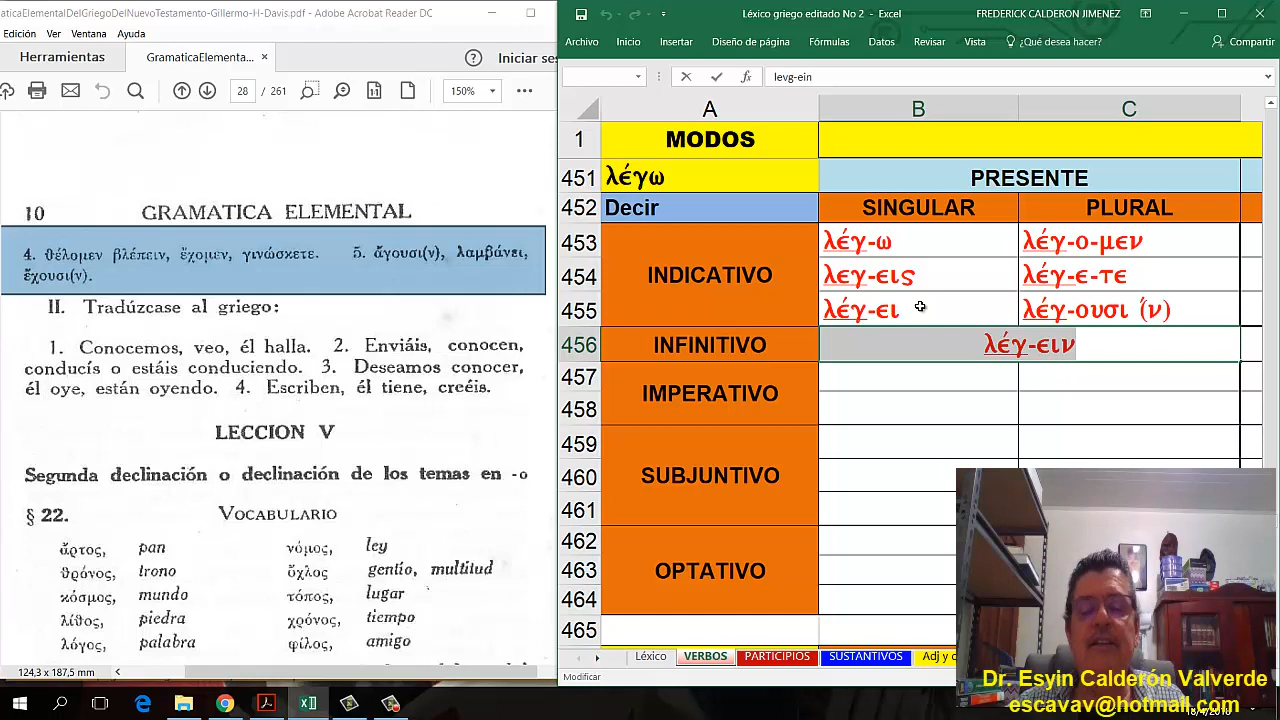 aticaElementalDelGriegoDelNuevoTestamento-Gillermo-H-Davis.pdf - Adobe Acrobat Reader DC
Edición Ver Ventana Ayuda
Herramientas
GramaticaElementa... ×
Iniciar se
28 / 261
150%
10 GRAMATICA ELEMENTAL
4. θέλομεν βλέπειν, ἔχομεν, γινώσκετε. 5. ἄγουσι(ν), λαμβάνει,
ἔχουσι(ν).
II. Tradúzcase al griego:
1. Conocemos, veo, él halla. 2. Enviáis, conocen,
conducís o estáis conduciendo. 3. Deseamos conocer,
él oye, están oyendo. 4. Escriben, él tiene, creéis.
LECCION V
Segunda declinación o declinación de los temas en -o
§ 22. VOCABULARIO
ἄρτος, pan νόμος, ley
θρόνος, trono ὄχλος gentío, multitud
κόσμος, mundo τόπος, lugar
λίθος, piedra χρόνος, tiempo
λόγος, palabra φίλος, amigo
124,3 x 187,5 mm
Léxico griego editado No 2 - Excel
FREDERICK CALDERON JIMENEZ
Archivo Inicio Insertar Diseño de página Fórmulas Datos Revisar Vista ¿Qué desea hacer? Compartir
fx levg-ein
A B C
1 MODOS
451 λέγω PRESENTE
452 Decir SINGULAR PLURAL
453 λέγ-ω λέγ-ο-μεν
454 INDICATIVO λεγ-εις λέγ-ε-τε
455 λέγ-ει λέγ-ουσι (ν)
456 INFINITIVO λέγ-ειν
457
IMPERATIVO
458
459
460 SUBJUNTIVO
461
462
463 OPTATIVO
464
465
Léxico VERBOS PARTICIPIOS SUSTANTIVOS Adj y
Modificar
Dr. Esyin Calderón Valverde
escavav@hotmail.com